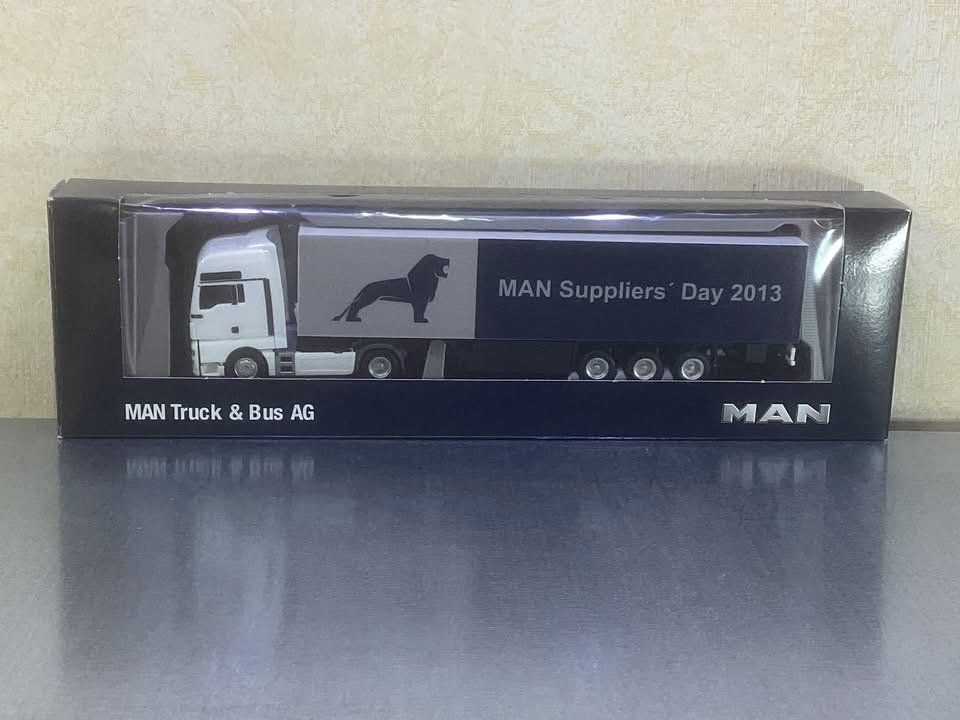 MAN Suppliers´ Day 2013
MAN Truck & Bus AG
MAN